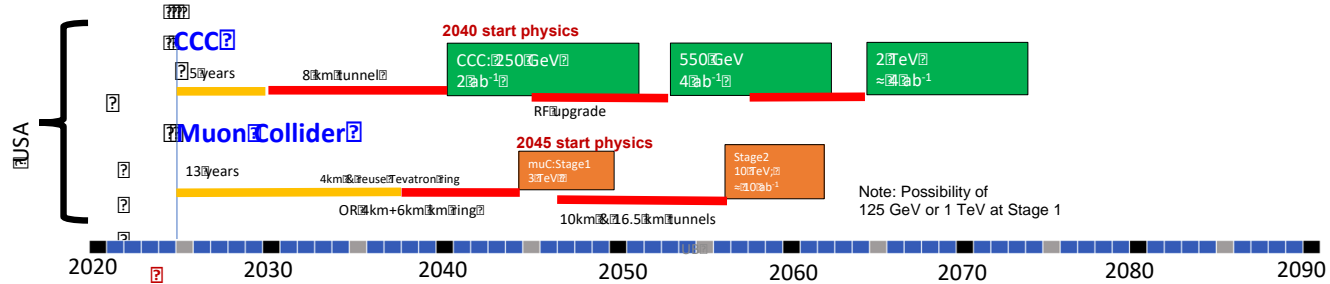 2040 start physics
CCC
CCC: 250 GeV
2 ab⁻¹
550 GeV
4 ab⁻¹
2 TeV
≈ 4 ab⁻¹
5 years
8 km tunnel
RF upgrade
USA
Muon Collider
2045 start physics
13 years
4km & reuse Tevatron ring
OR 4km+6km km ring
muC:Stage1
3 TeV
Stage2
10 TeV;
≈ 10 ab⁻¹
10km & 16.5 km tunnels
Note: Possibility of
125 GeV or 1 TeV at Stage 1
2020 2030 2040 2050 2060 2070 2080 2090